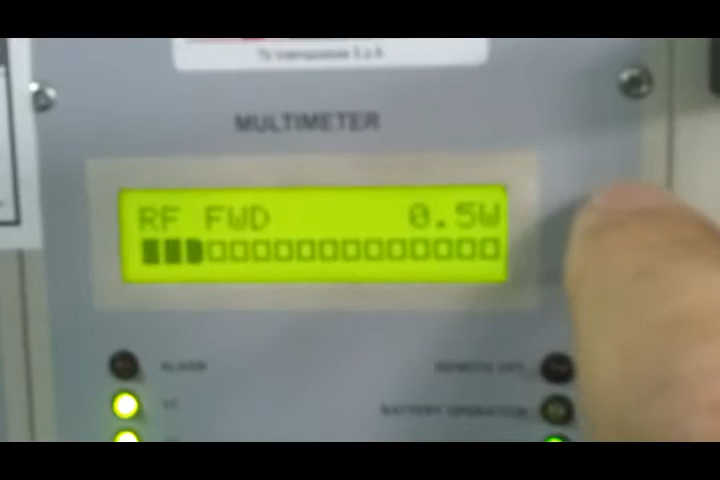 MULTIMETER
RF FWD 0.5W
ALARM
REMOTE OFF
BATTERY OPERATION